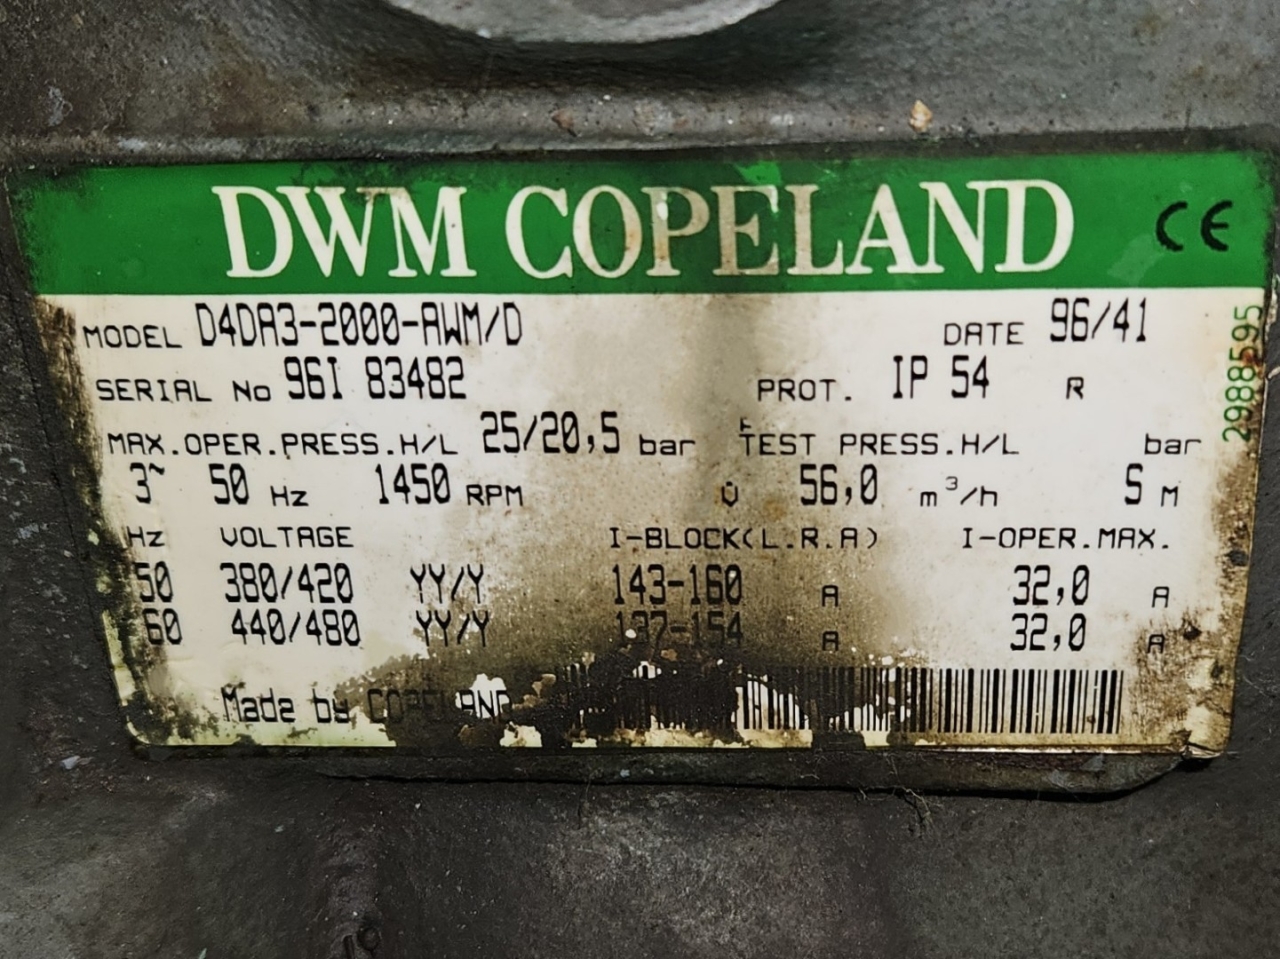 DWM COPELAND CE
MODEL D4DA3-2000-AWM/D DATE 96/41
SERIAL No 96I 83482 PROT. IP 54 R
MAX.OPER.PRESS.H/L 25/20,5 bar TEST PRESS.H/L bar
3~ 50 Hz 1450 RPM V̇ 56,0 m³/h S M
Hz VOLTAGE I-BLOCK(L.R.A) I-OPER.MAX.
50 380/420 YY/Y 143-160 A 32,0 A
60 440/480 YY/Y 137-154 A 32,0 A
Made by COPELAND
2988595